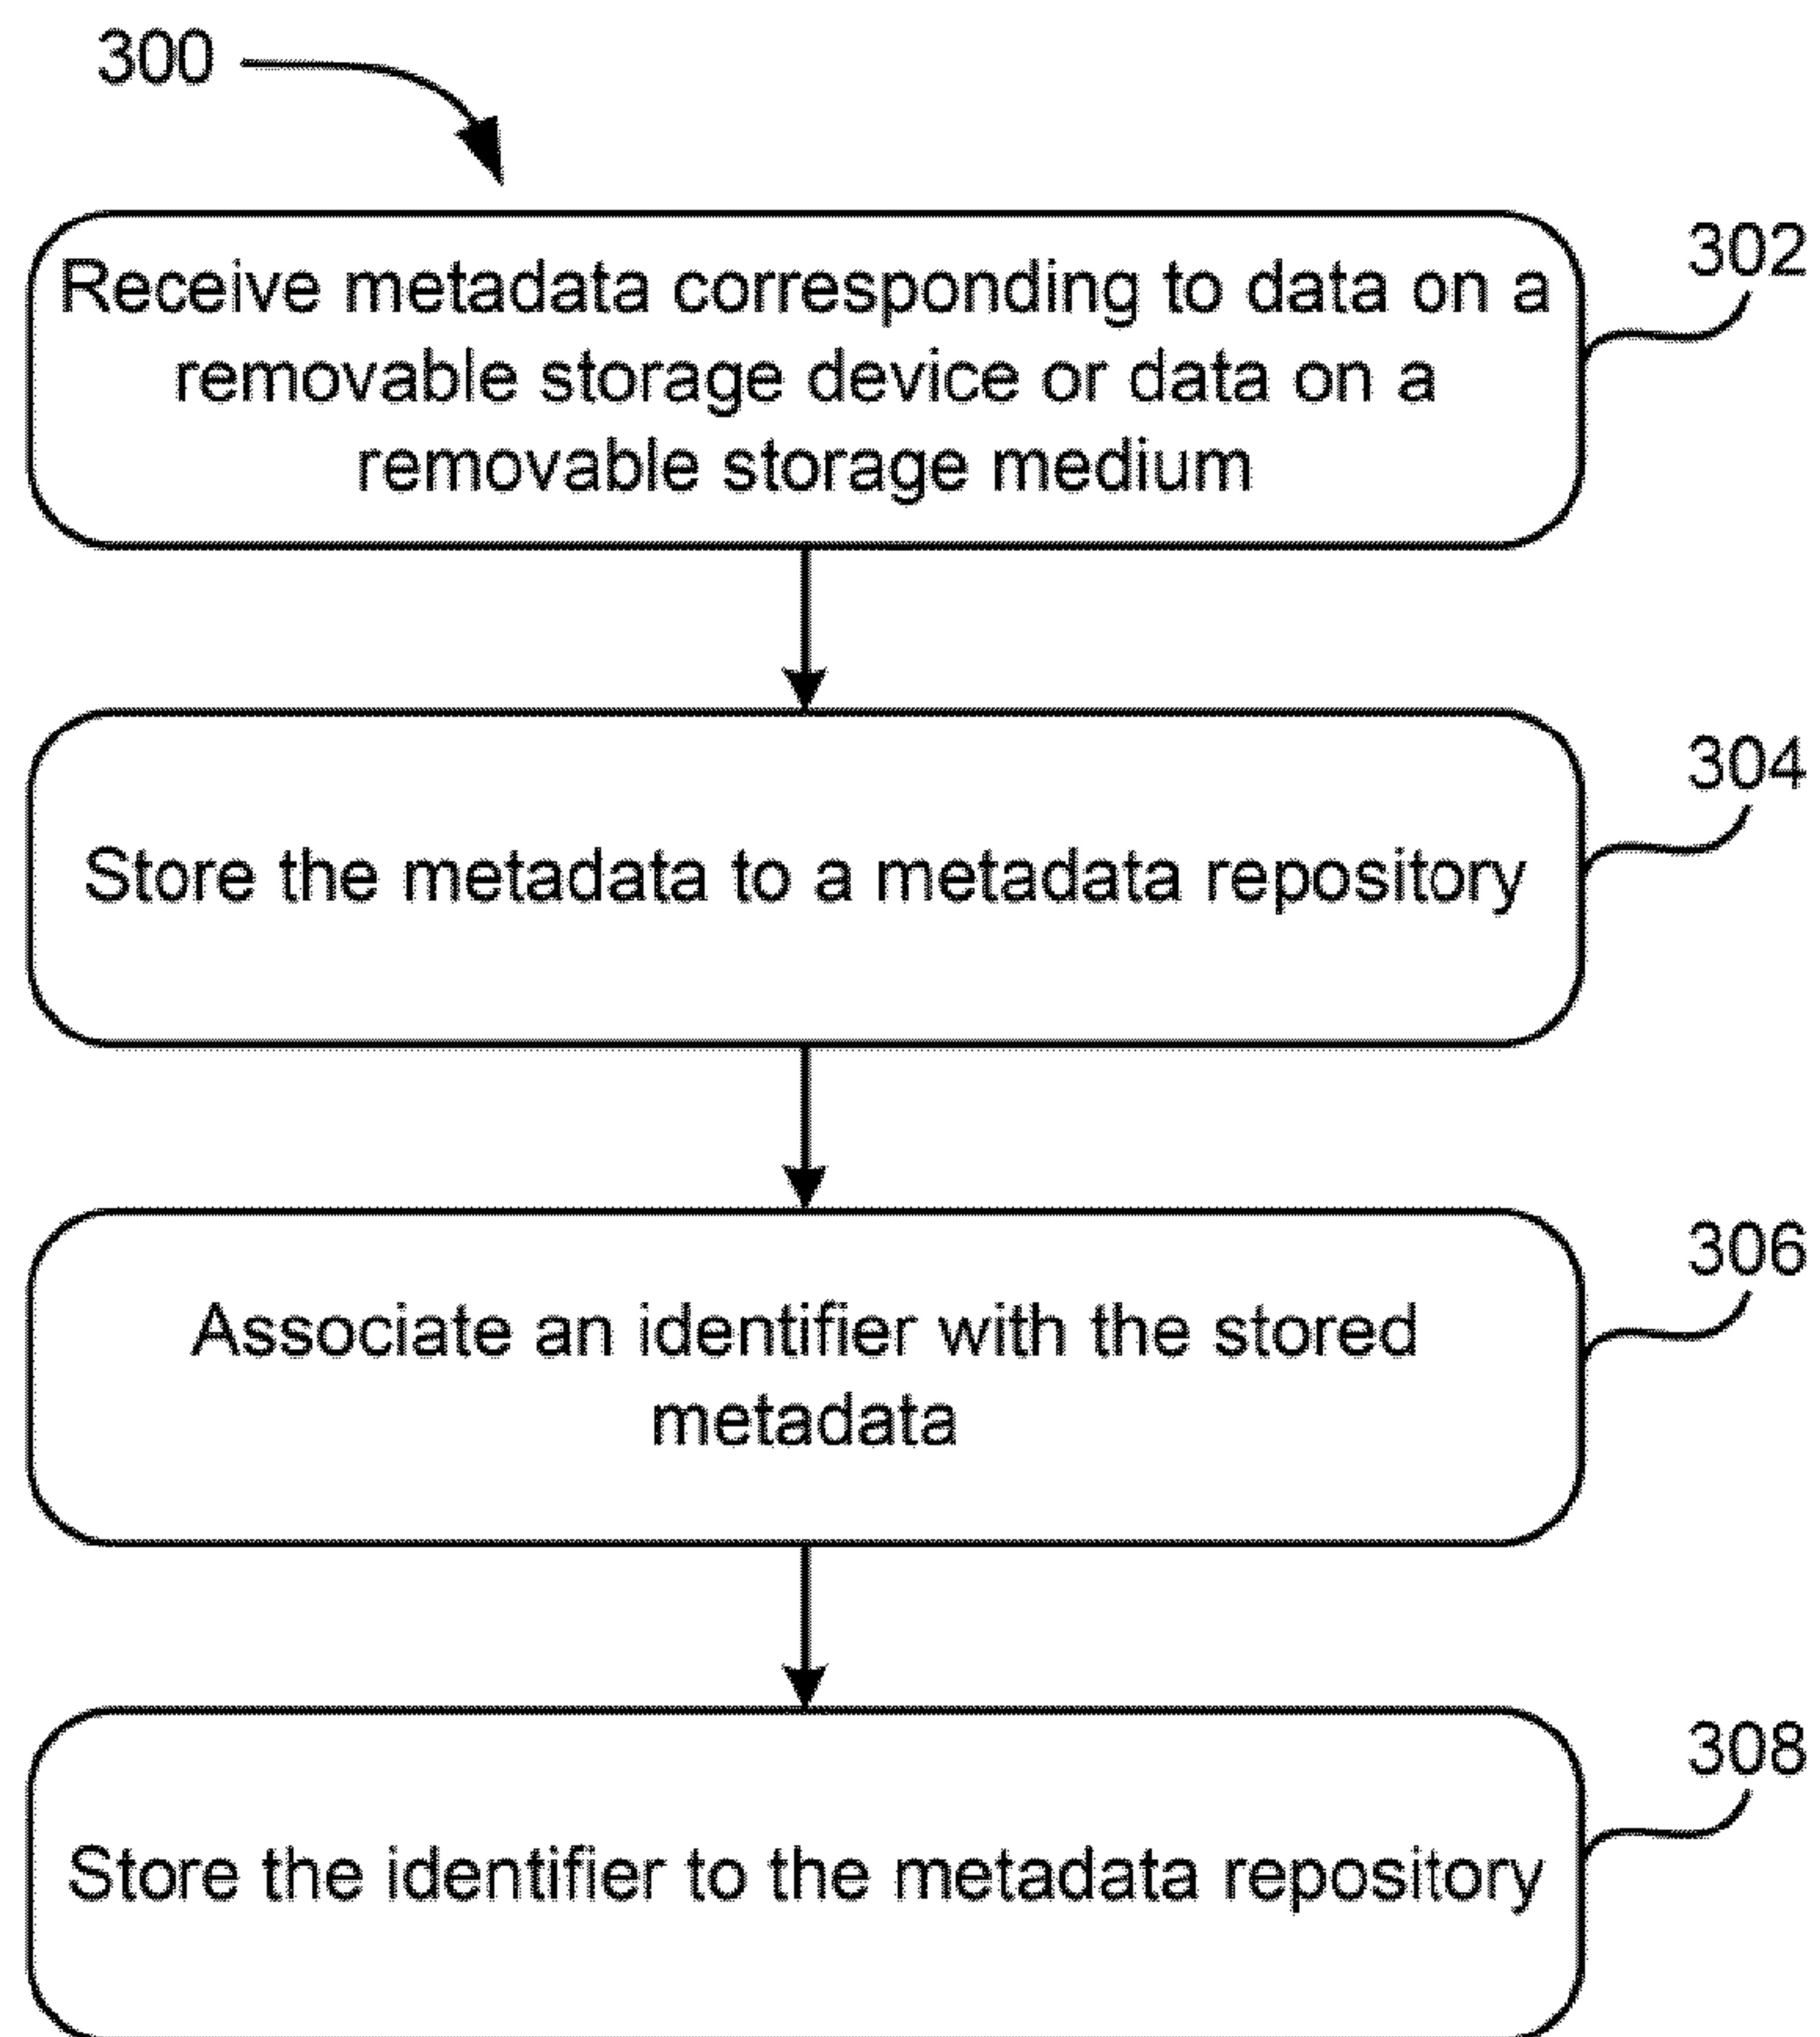 300
302
Receive metadata corresponding to data on a
removable storage device or data on a
removable storage medium
304
Store the metadata to a metadata repository
306
Associate an identifier with the stored
metadata
308
Store the identifier to the metadata repository